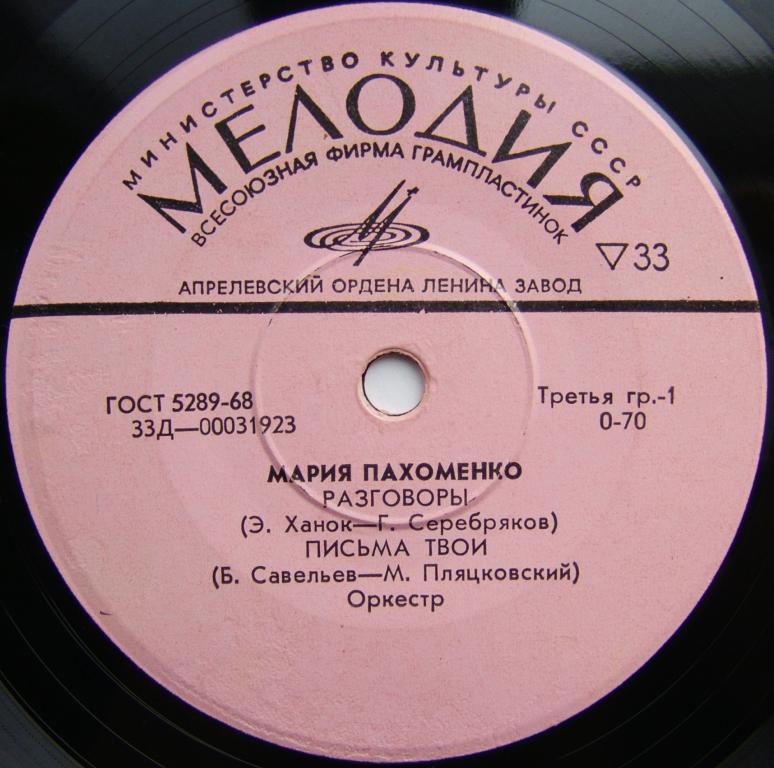 МИНИСТЕРСТВО КУЛЬТУРЫ СССР
МЕЛОДИЯ
ВСЕСОЮЗНАЯ ФИРМА ГРАМПЛАСТИНОК
▽33
АПРЕЛЕВСКИЙ ОРДЕНА ЛЕНИНА ЗАВОД
ГОСТ 5289-68
33Д—00031923
Третья гр.-1
0-70
МАРИЯ ПАХОМЕНКО
РАЗГОВОРЫ
(Э. Ханок—Г. Серебряков)
ПИСЬМА ТВОИ
(Б. Савельев—М. Пляцковский)
Оркестр